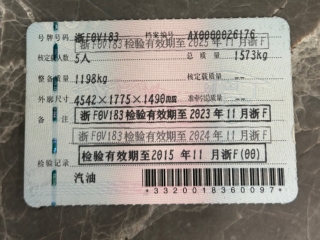 号牌号码 浙F0V183 档案编号 AX0000026176
浙F0V183检验有效期至2025年11月浙F
核定载人数 5人 总质量 1573kg
整备质量 1198kg 核定载质量 --
外廓尺寸 4542×1775×1490mm 准牵引总质量 --
备注 浙F0V183检验有效期至2023年11月浙F
浙F0V183检验有效期至2024年11月浙F
检验记录 检验有效期至2015 年11 月浙F(00)
汽油 *3320018360097*